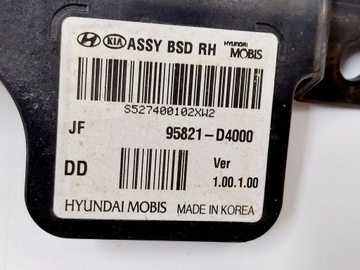 KIA ASSY BSD RH HYUNDAI MOBIS
S527400102XW2
JF 95821-D4000
DD Ver
1.00.1.00
HYUNDAI MOBIS MADE IN KOREA